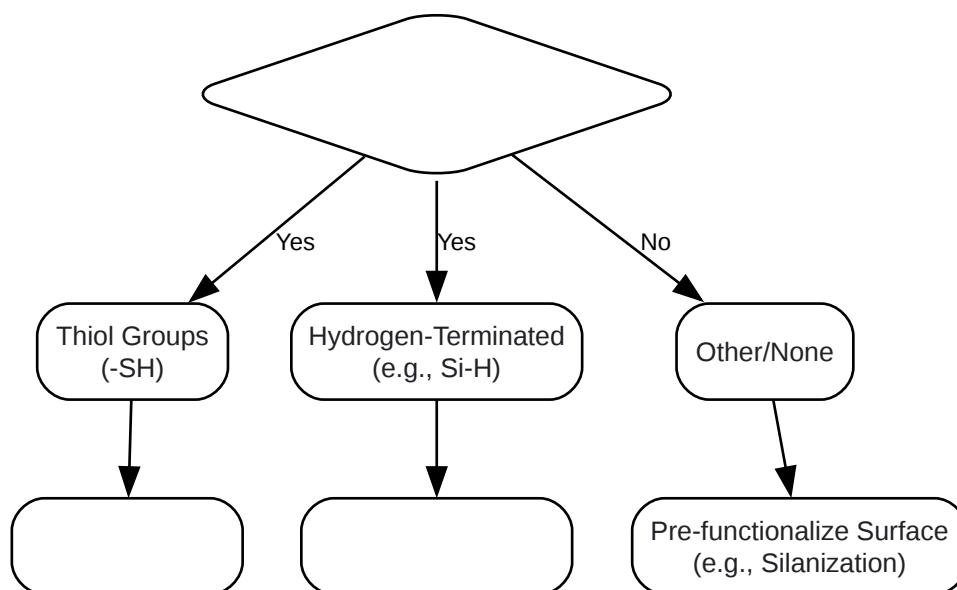 Yes
Yes
No
Thiol Groups
(-SH)
Hydrogen-Terminated
(e.g., Si-H)
Other/None
Pre-functionalize Surface
(e.g., Silanization)